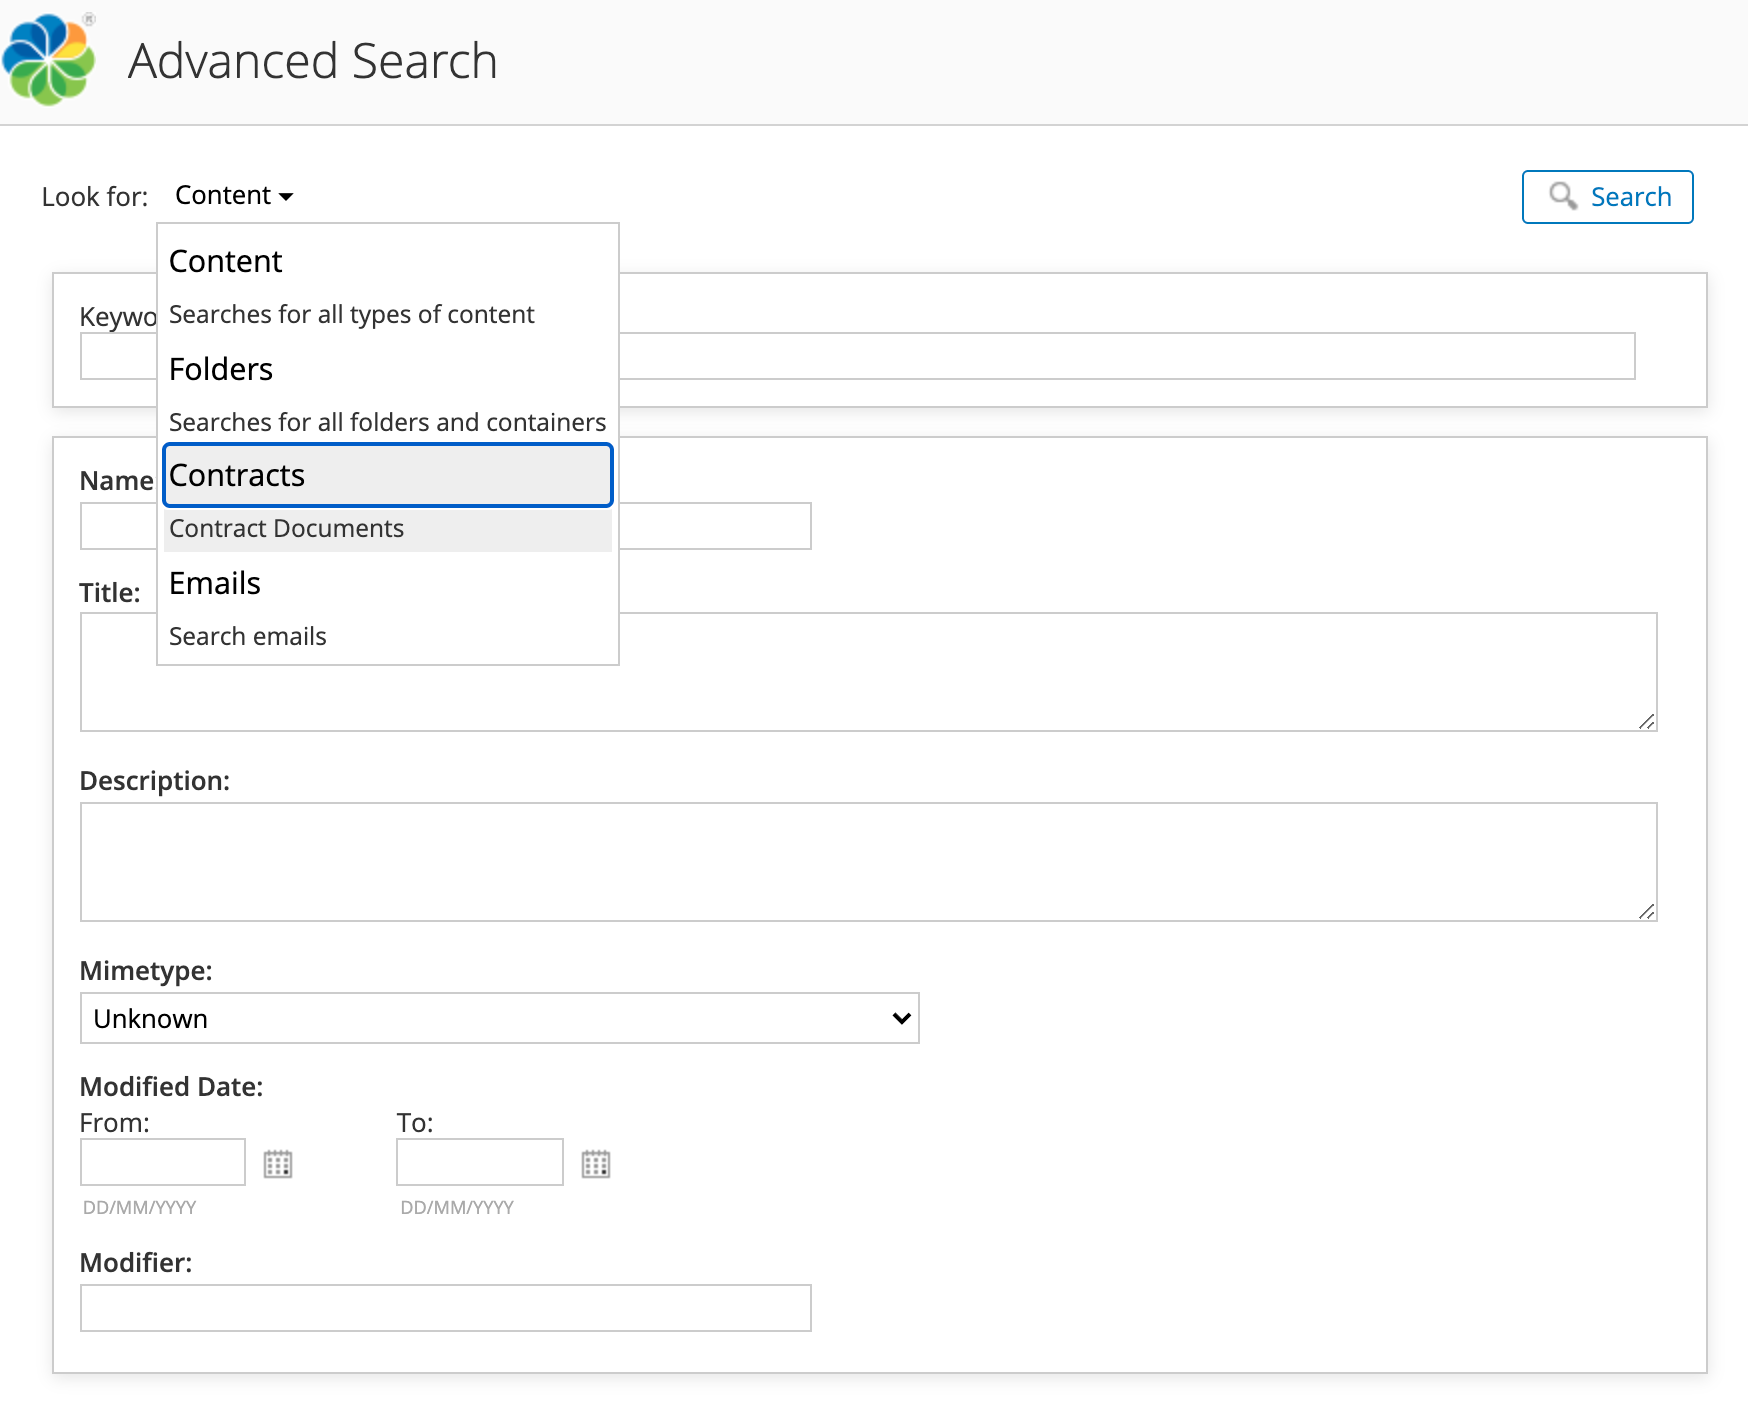 ®
Advanced Search
Look for: Content
Search
Content
Searches for all types of content
Folders
Searches for all folders and containers
Contracts
Contract Documents
Emails
Search emails
Keywo
Name
Title:
Description:
Mimetype:
Unknown
Modified Date:
From: To:
DD/MM/YYYY DD/MM/YYYY
Modifier: